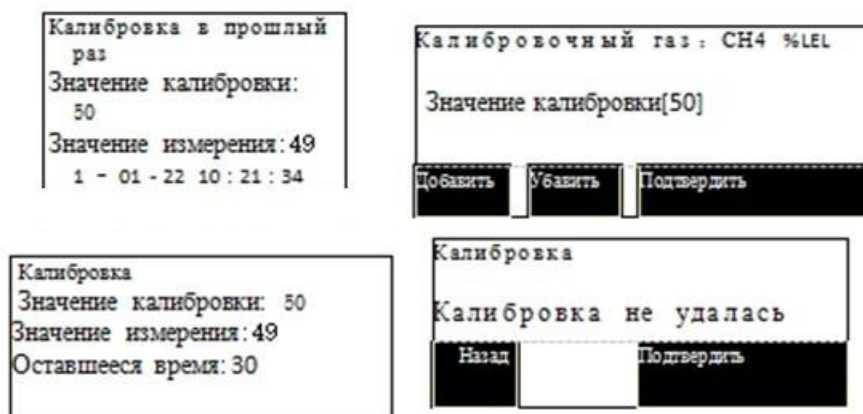 Калибровка в прошлый
раз
Значение калибровки:
50
Значение измерения:49
1 - 01 - 22 10 : 21 : 34
Калибровочный газ: CH4 %LEL
Значение калибровки[50]
Добавить Убавить Подтвердить
Калибровка
Значение калибровки: 50
Значение измерения:49
Оставшееся время:30
Калибровка
Калибровка не удалась
Назад Подтвердить